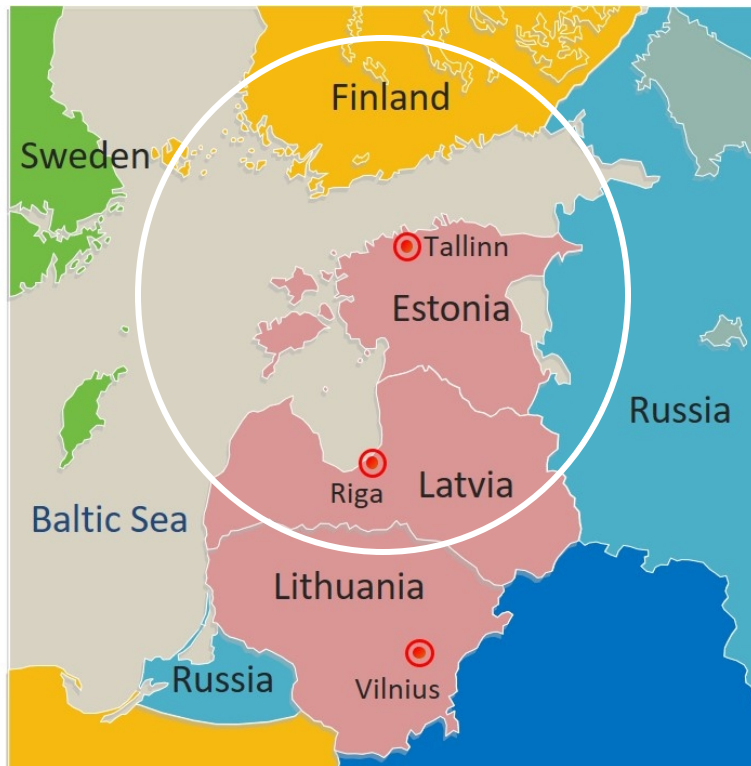 Finland
Sweden
Tallinn
Estonia
Russia
Latvia
Riga
Baltic Sea
Lithuania
Russia
Vilnius